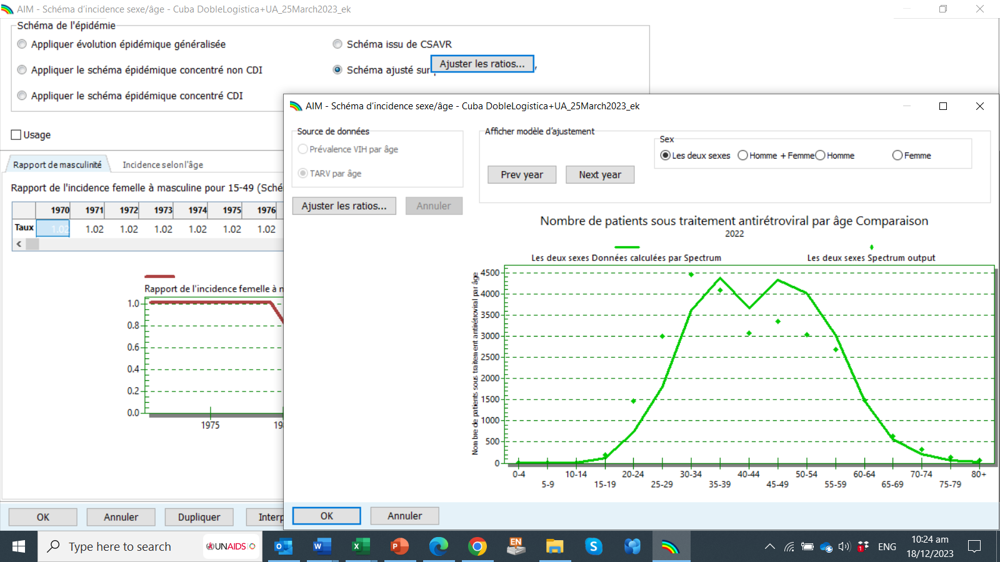 AIM - Schéma d'incidence sexe/âge - Cuba DobleLogistica+UA_25March2023_ek
Schéma de l'épidémie
Appliquer évolution épidémique généralisée
Schéma issu de CSAVR
Appliquer le schéma épidémique concentré non CDI
Schéma ajusté sur
Ajuster les ratios...
Appliquer le schéma épidémique concentré CDI
Usage
Rapport de masculinité
Incidence selon l'âge
Rapport de l'incidence femelle à masculine pour 15-49 (Sché
1970 1971 1972 1973 1974 1975 1976
Taux 1.02 1.02 1.02 1.02 1.02 1.02 1.02
Rapport de l'incidence femelle à n
1.0
0.8
0.6
0.4
0.2
0.0
1975 19
OK Annuler Dupliquer Interp
AIM - Schéma d'incidence sexe/âge - Cuba DobleLogistica+UA_25March2023_ek
Source de données
Prévalence VIH par âge
TARV par âge
Ajuster les ratios... Annuler
Afficher modèle d'ajustement
Prev year Next year
Sex
Les deux sexes Homme + Femme Homme Femme
Nombre de patients sous traitement antirétroviral par âge Comparaison
2022
Les deux sexes Données calculées par Spectrum
Les deux sexes Spectrum output
Nombre de patients sous traitement antirétroviral par âge
4500
4000
3500
3000
2500
2000
1500
1000
500
0
0-4 10-14 20-24 30-34 40-44 50-54 60-64 70-74 80+
5-9 15-19 25-29 35-39 45-49 55-59 65-69 75-79
OK Annuler
Type here to search
UNAIDS
EN
1
ENG
10:24 am
18/12/2023